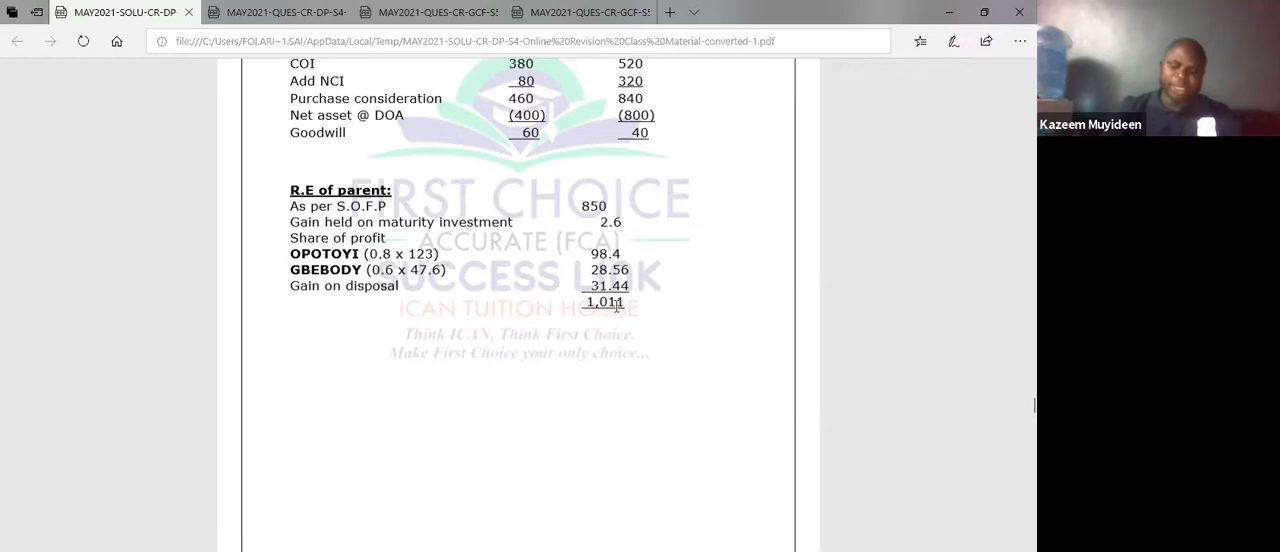 MAY2021-SOLU-CR-DP
MAY2021-QUES-CR-DP-S4-
MAY2021-QUES-CR-GCF-S5
MAY2021-QUES-CR-GCF-S5
file:///C:/Users/FOLARI~1.SAI/AppData/Local/Temp/MAY2021-SOLU-CR-DP-S4-Online%20Revision%20Class%20Material-converted-1.pdf
Kazeem Muyideen
COI 380 520
Add NCI 80 320
Purchase consideration 460 840
Net asset @ DOA (400) (800)
Goodwill 60 40
R.E of parent:
As per S.O.F.P 850
Gain held on maturity investment 2.6
Share of profit
OPOTOYI (0.8 x 123) 98.4
GBEBODY (0.6 x 47.6) 28.56
Gain on disposal 31.44
1,011
FIRST CHOICE
ACCURATE (FCA)
SUCCESS LINK
ICAN TUITION HOUSE
Think ICAN, Think First Choice.
Make First Choice your only choice...